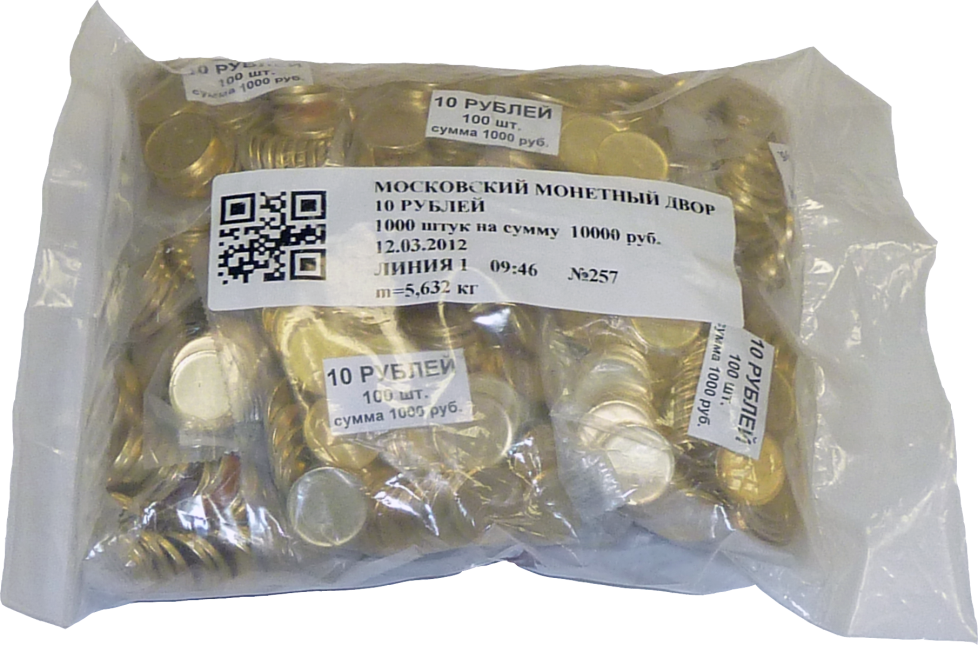 10 РУБЛЕЙ
100 шт.
сумма 1000 руб.
10 РУБЛЕЙ
100 шт.
сумма 1000 руб.
МОСКОВСКИЙ МОНЕТНЫЙ ДВОР
10 РУБЛЕЙ
1000 штук на сумму 10000 руб.
12.03.2012
ЛИНИЯ 1 09:46 №257
m=5,632 кг
10 РУБЛЕЙ
100 шт.
сумма 1000 руб.
10 РУБЛЕЙ
100 шт.
сумма 1000 руб.